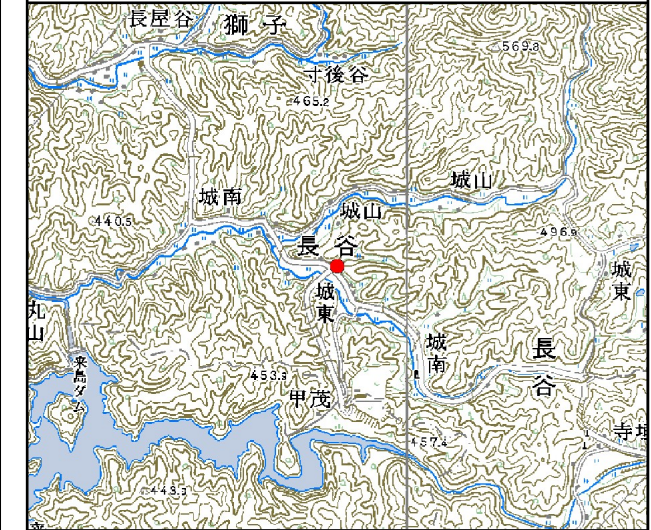 長屋谷
獅子
569.8
寸後谷
465.2
城南
城山
城山
440.5
496.9
長谷
城東
城東
丸山
城南
長谷
来島ダム
453.3
甲茂
457.4
443.3